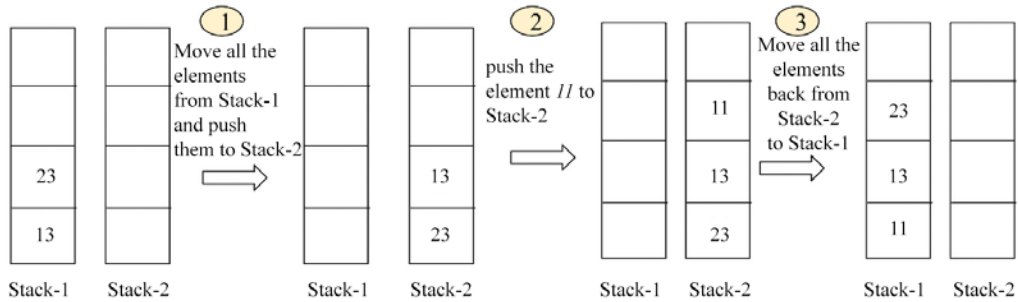 1
Move all the
elements
from Stack-1
and push
them to Stack-2
2
push the
element 11 to
Stack-2
3
Move all the
elements
back from
Stack-2
to Stack-1
23
13
13
23
11
13
23
23
13
11
Stack-1 Stack-2 Stack-1 Stack-2 Stack-1 Stack-2 Stack-1 Stack-2